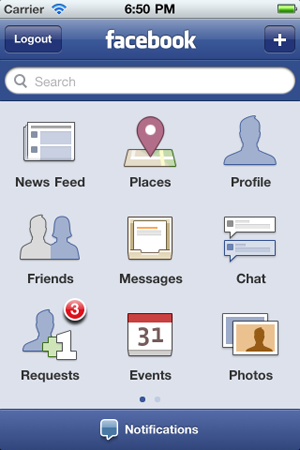 Carrier 6:50 PM
Logout facebook +
Search
News Feed Places Profile
Friends Messages Chat
3
+1 31
Requests Events Photos
Notifications